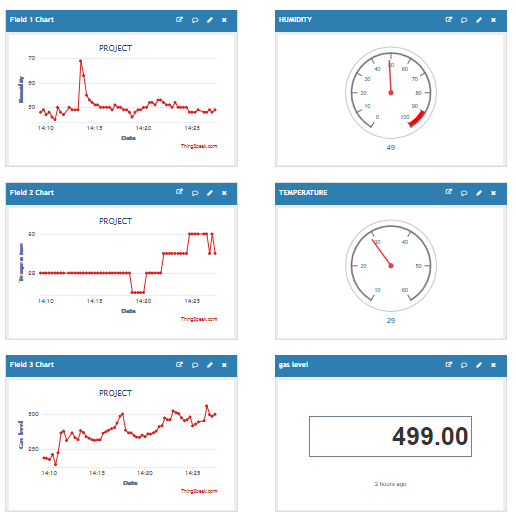 Field 1 Chart
PROJECT
70
60
50
Humidity
14:10
14:15
14:20
14:25
Date
ThingSpeak.com
HUMIDITY
0
10
20
30
40
50
60
70
80
90
100
49
Field 2 Chart
PROJECT
30
28
Temperature
14:10
14:15
14:20
14:25
Date
ThingSpeak.com
TEMPERATURE
10
20
30
40
50
60
29
Field 3 Chart
PROJECT
500
250
Gas level
14:10
14:15
14:20
14:25
Date
ThingSpeak.com
gas level
499.00
2 hours ago